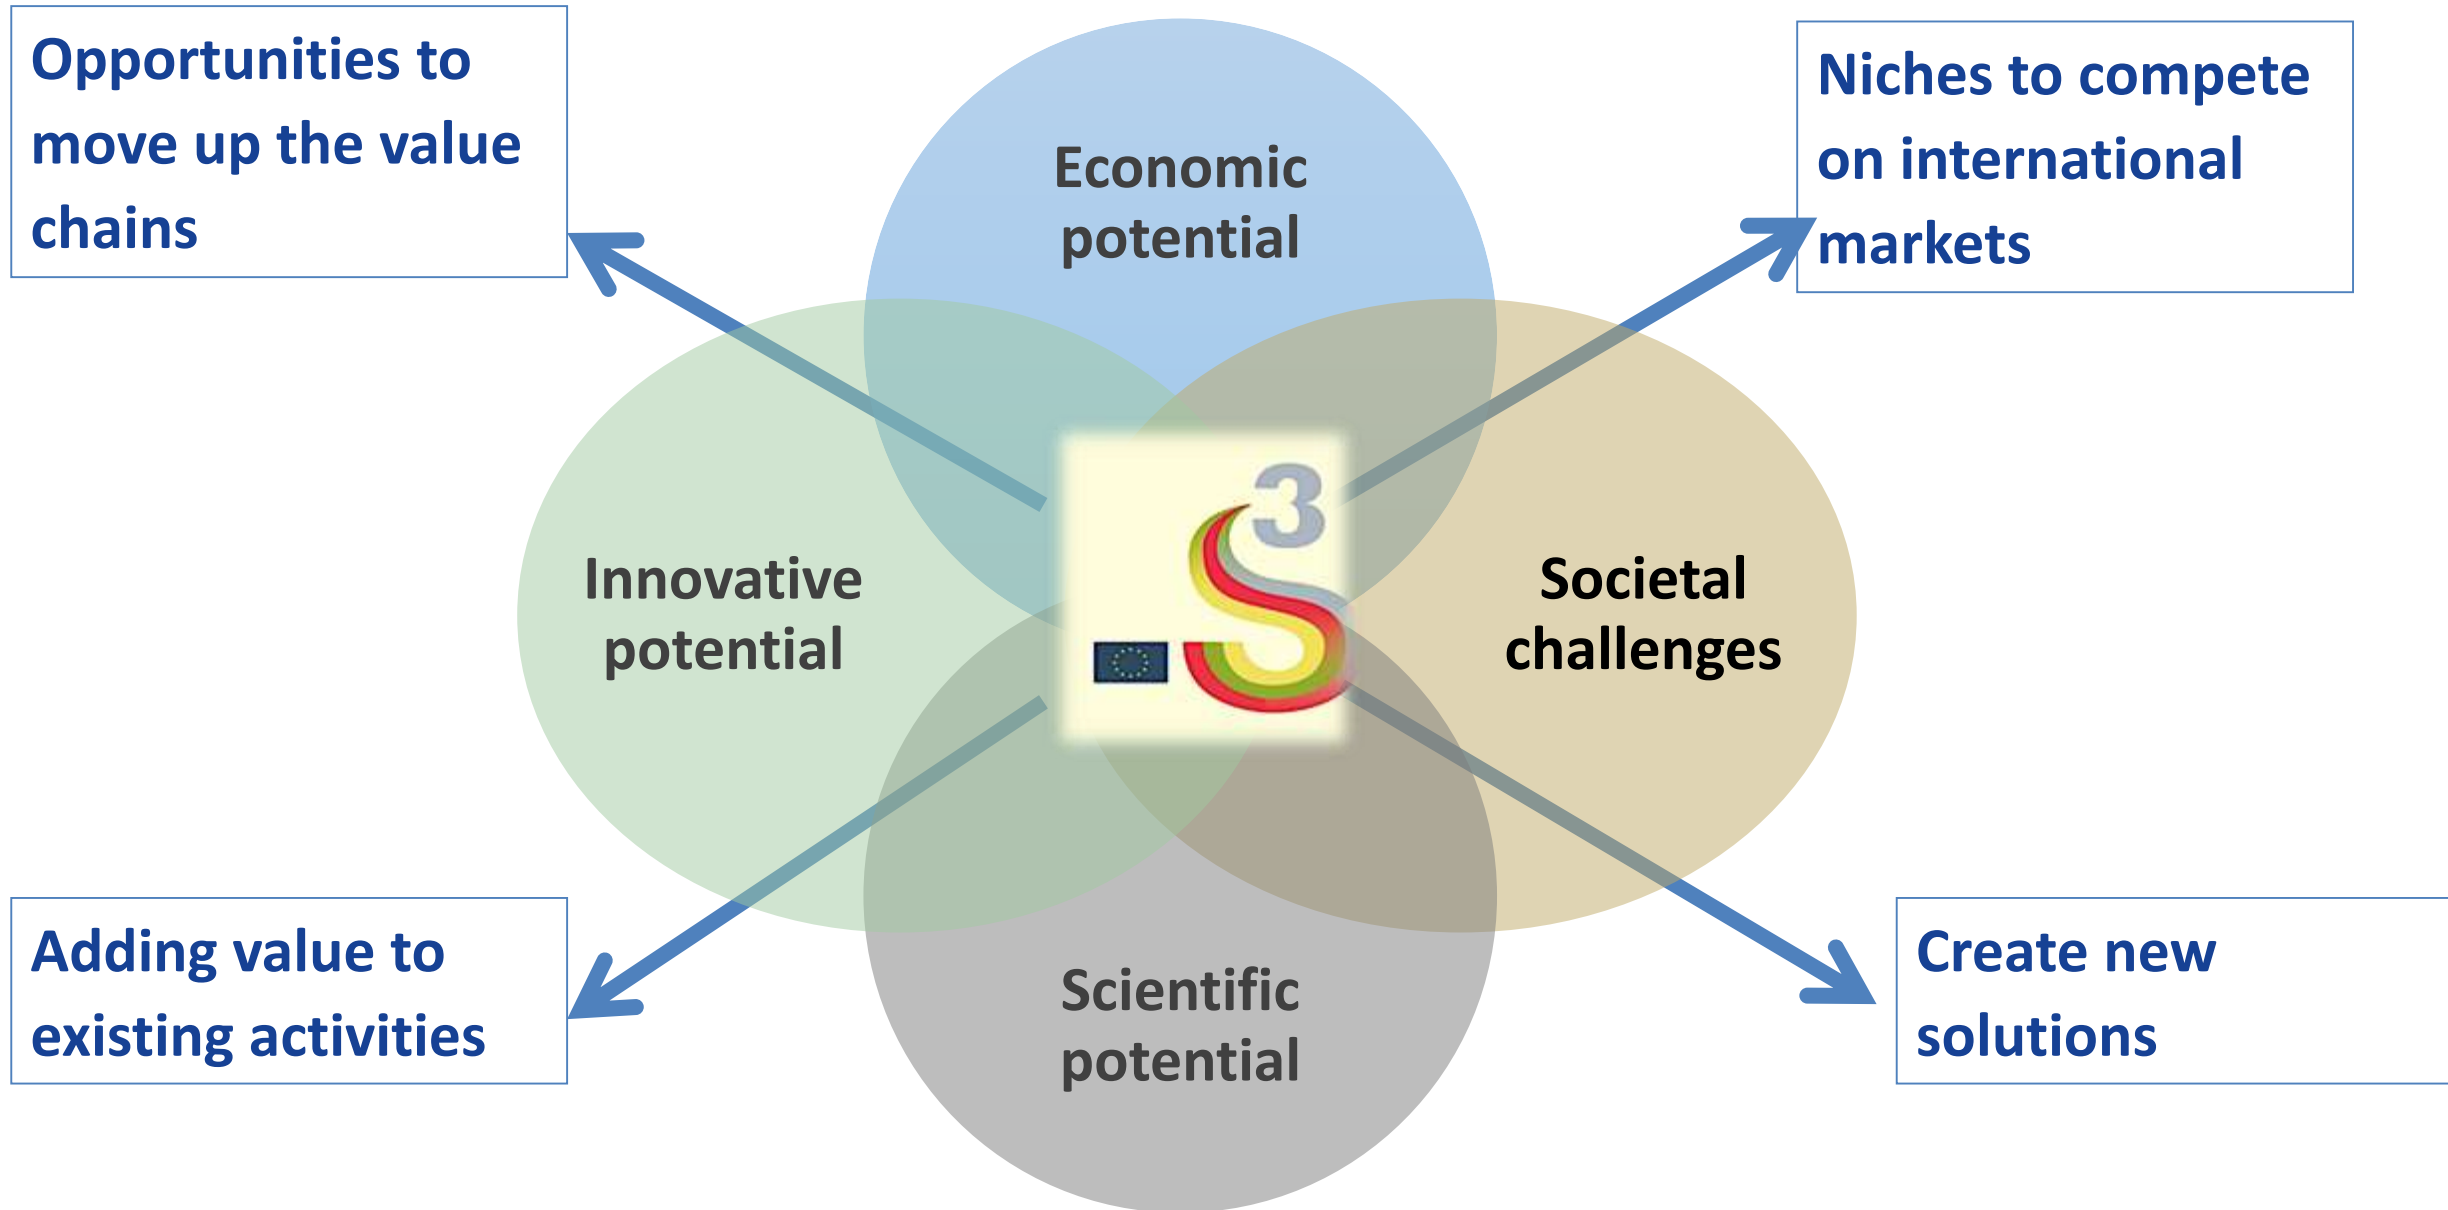 Opportunities to
move up the value
chains
Niches to compete
on international
markets
Economic
potential
3
S
Innovative
potential
Societal
challenges
Adding value to
existing activities
Scientific
potential
Create new
solutions